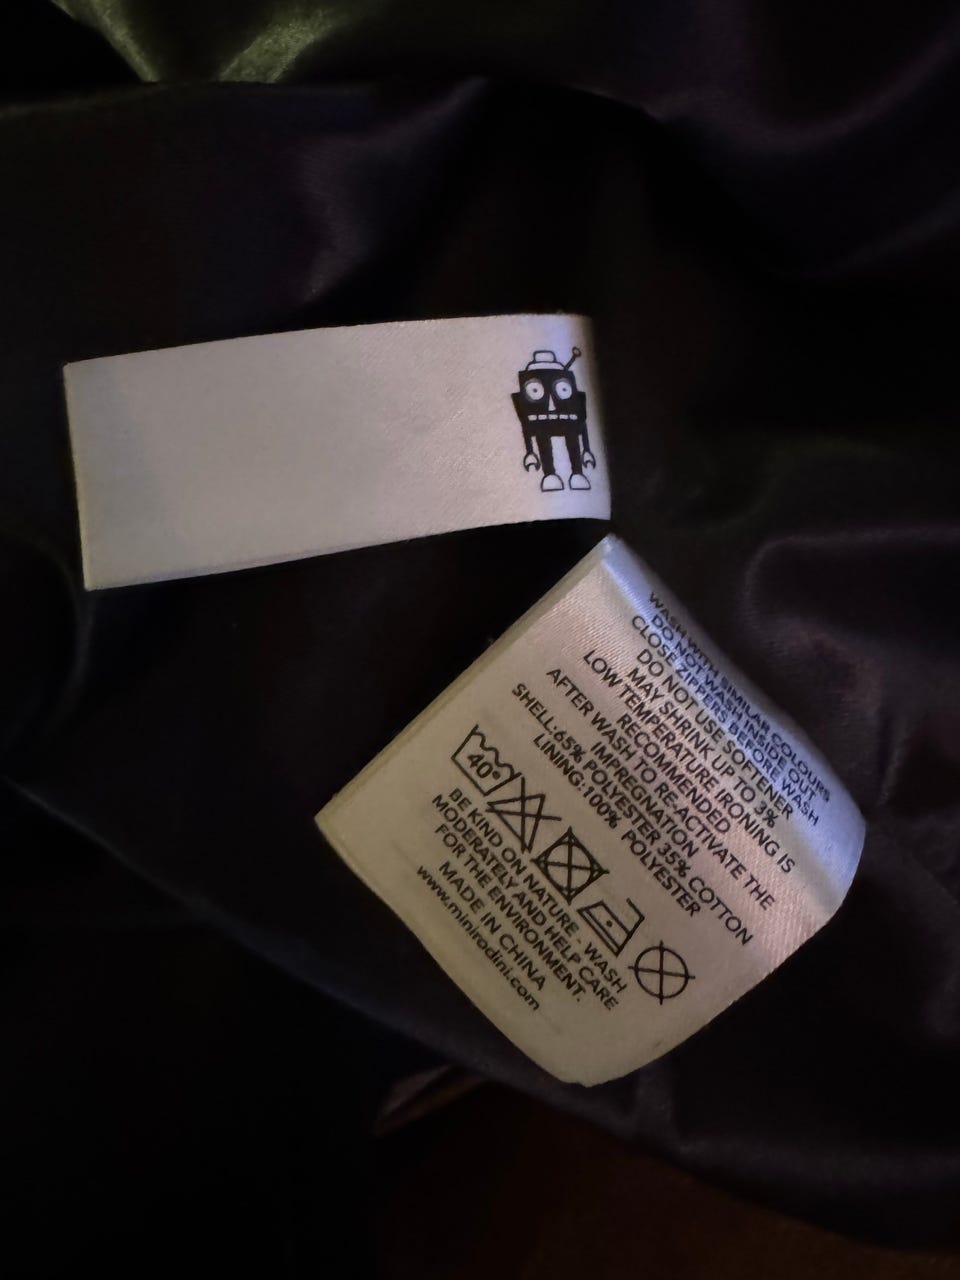 WASH WITH SIMILAR COLOURS
DO NOT WASH INSIDE OUT
CLOSE ZIPPERS BEFORE WASH
DO NOT USE SOFTENER
MAY SHRINK UP TO 3%
LOW TEMPERATURE IRONING IS
RECOMMENDED
AFTER WASH TO RE-ACTIVATE THE
IMPREGNATION
SHELL:65% POLYESTER 35% COTTON
LINING:100% POLYESTER
40°
BE KIND ON NATURE - WASH
MODERATELY AND HELP CARE
FOR THE ENVIRONMENT.
MADE IN CHINA
www.minirodini.com